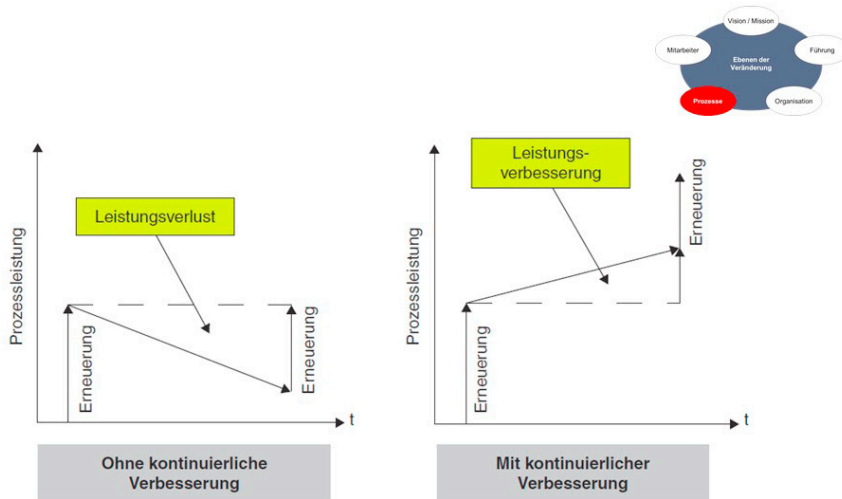 Vision / Mission
Mitarbeiter
Führung
Ebenen der
Veränderung
Prozesse
Organisation
Prozessleistung
Leistungsverlust
Erneuerung
Erneuerung
t
Ohne kontinuierliche
Verbesserung
Prozessleistung
Leistungs-
verbesserung
Erneuerung
Erneuerung
t
Mit kontinuierlicher
Verbesserung